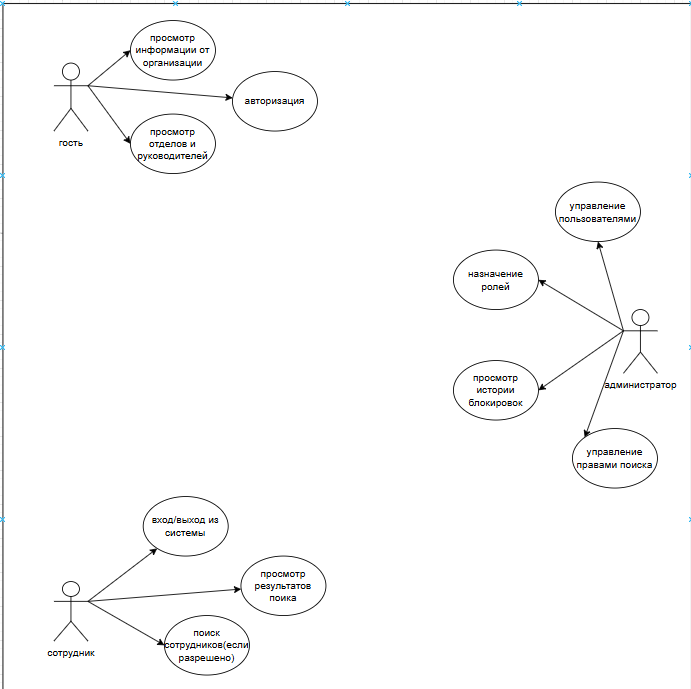 просмотр
информации от
организации
авторизация
гость
просмотр
отделов и
руководителей
управление
пользователями
назначение
ролей
просмотр
истории
блокировок
администратор
управление
правами поиска
вход/выход из
системы
просмотр
результатов
поика
поиск
сотрудников(если
разрешено)
сотрудник